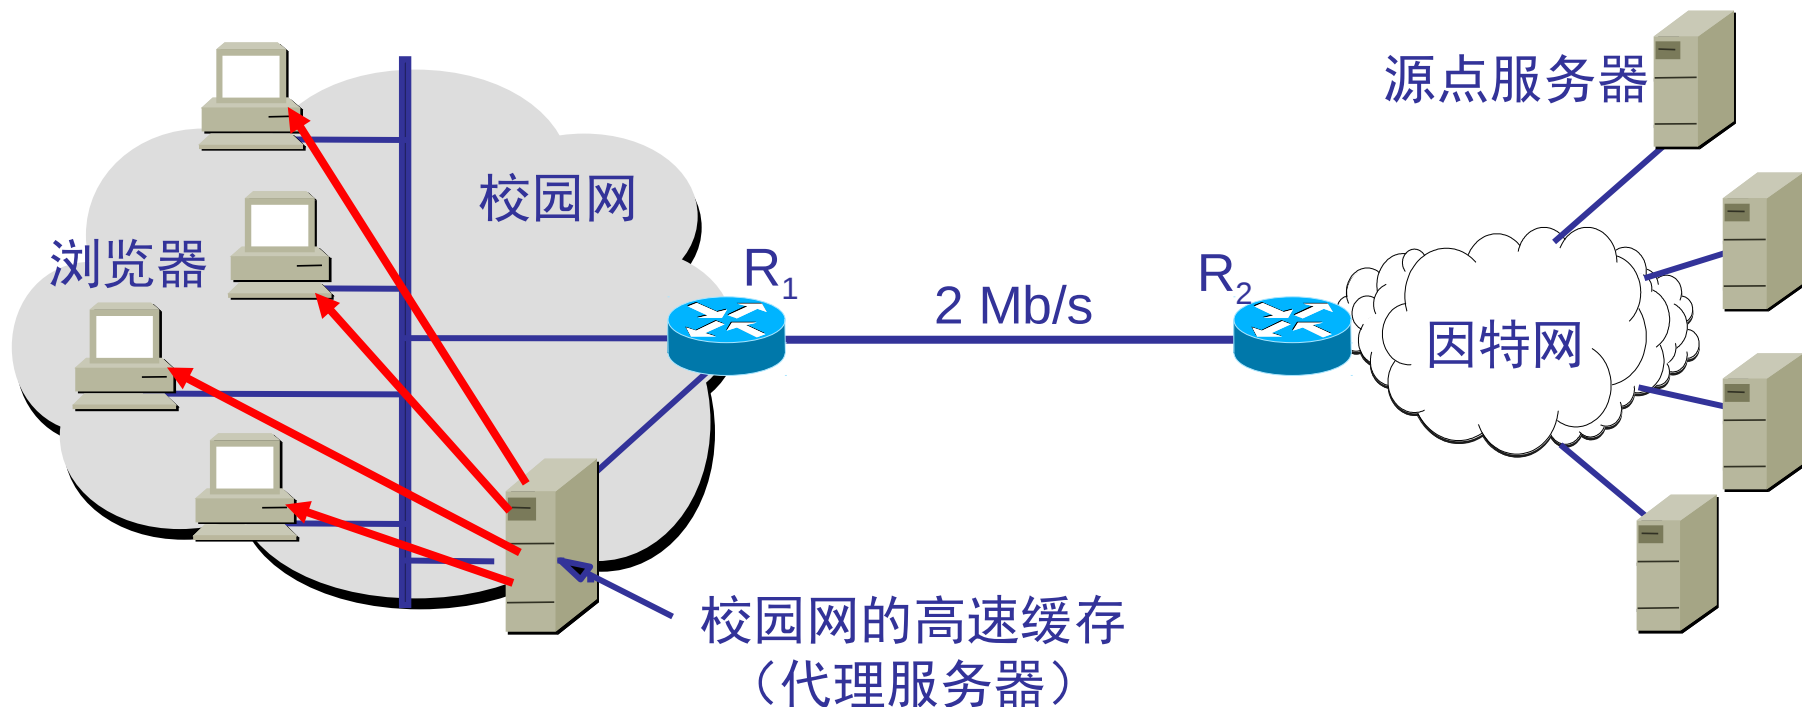 源点服务器
校园网
浏览器
R1
2 Mb/s
R2
因特网
校园网的高速缓存
（代理服务器）